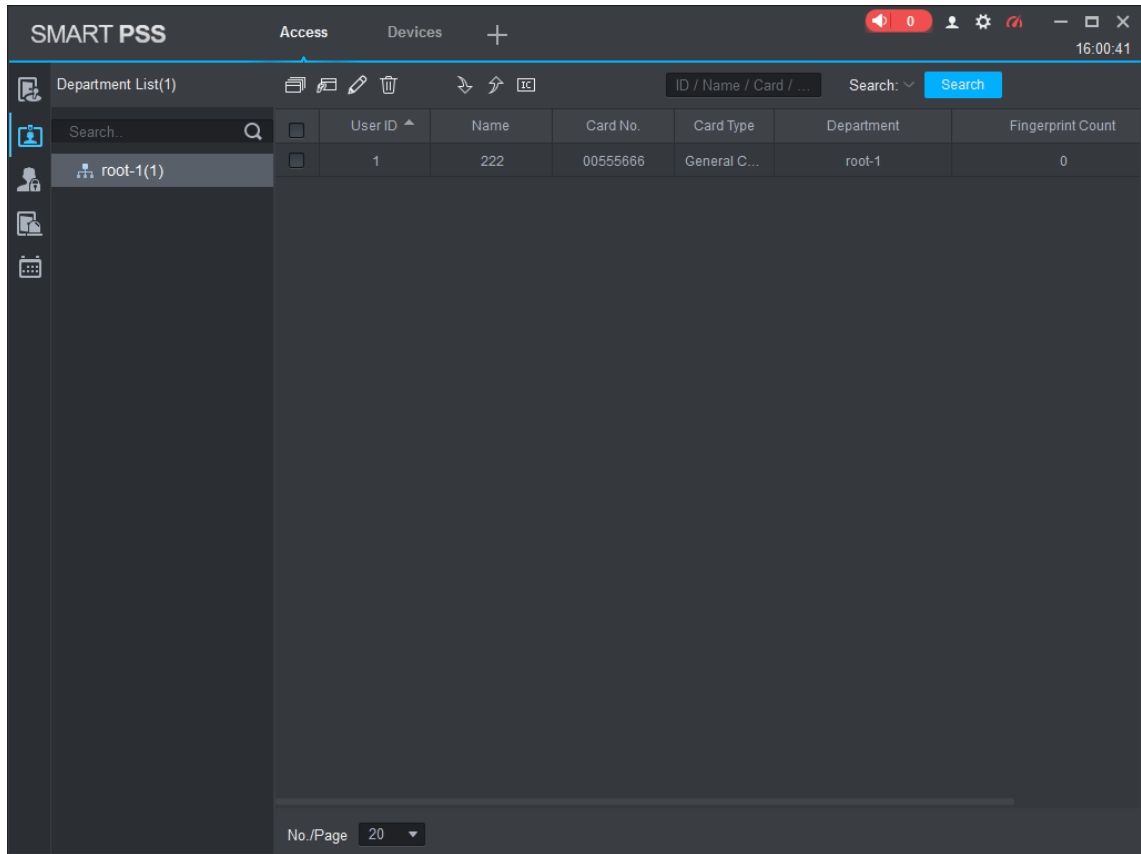 SMART PSS
Access
Devices
0
16:00:41
Department List(1)
IC
ID / Name / Card / ...
Search:
Search
Search..
root-1(1)
User ID Name Card No. Card Type Department Fingerprint Count
1 222 00555666 General C... root-1 0
No./Page 20